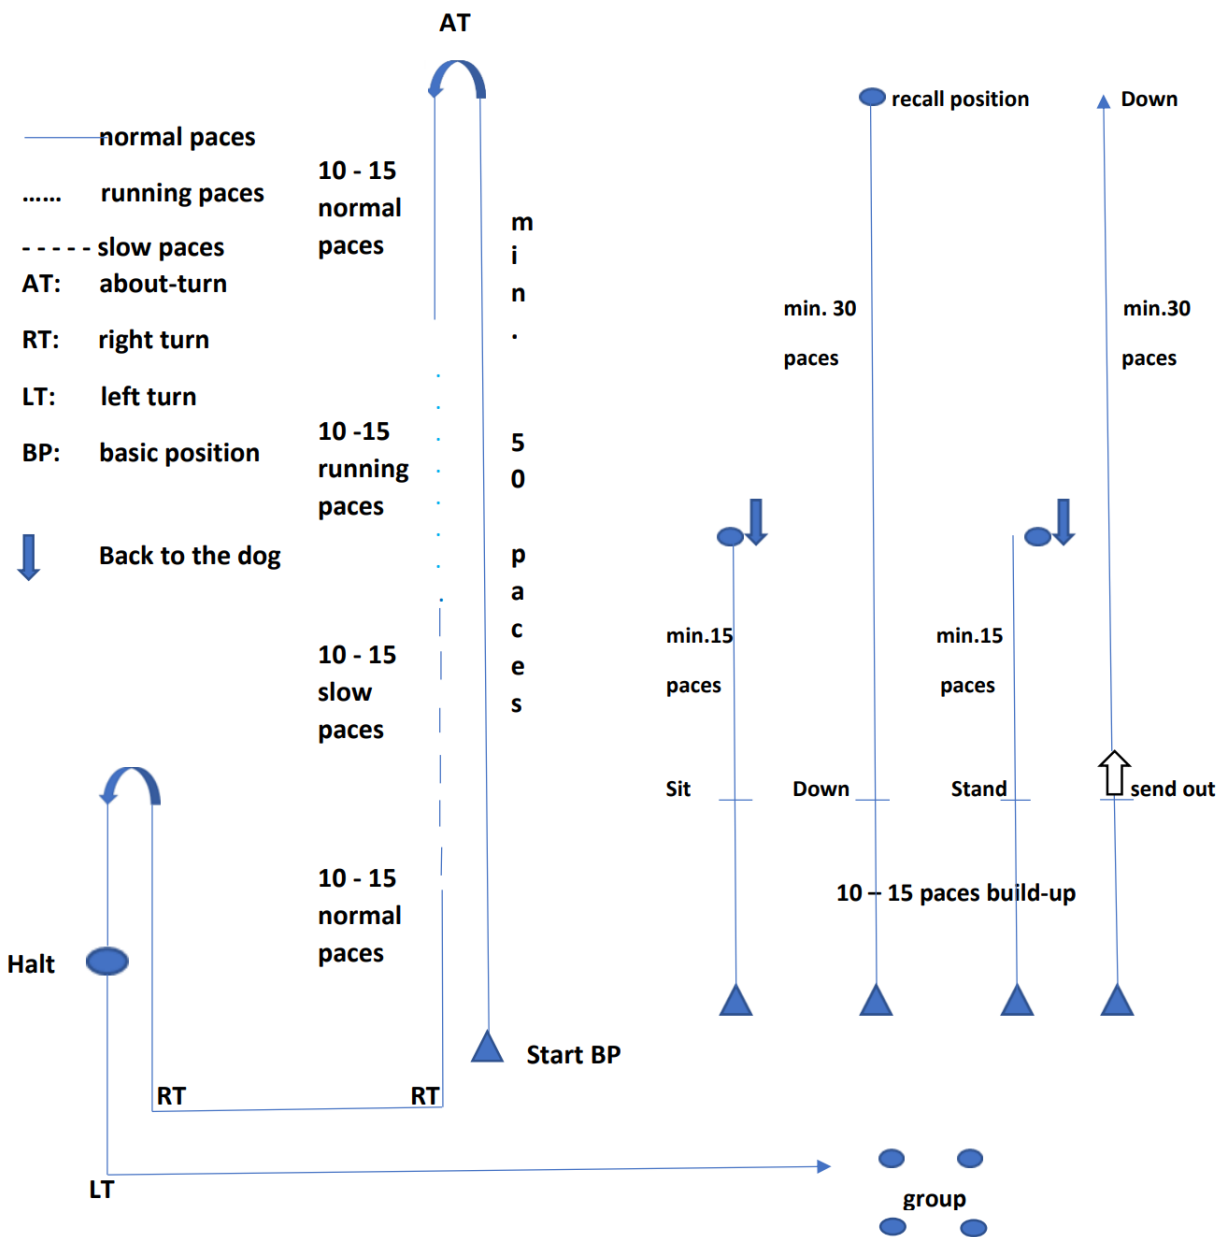 AT
normal paces
...... running paces
- - - - - slow paces
AT: about-turn
RT: right turn
LT: left turn
BP: basic position
Back to the dog
10 - 15
normal
paces
10 -15
running
paces
10 - 15
slow
paces
10 - 15
normal
paces
min. 50 paces
Halt
RT
RT
Start BP
LT
group
recall position
Down
min. 30
paces
min.30
paces
min.15
paces
min.15
paces
Sit
Down
Stand
send out
10 – 15 paces build-up